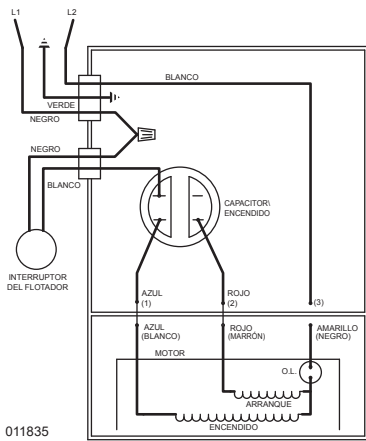 L1
L2
BLANCO
VERDE
NEGRO
NEGRO
BLANCO
CAPACITOR\
ENCENDIDO
INTERRUPTOR
DEL FLOTADOR
AZUL
(1)
ROJO
(2)
(3)
AZUL
(BLANCO)
ROJO
(MARRÓN)
AMARILLO
(NEGRO)
MOTOR
O.L.
ARRANQUE
ENCENDIDO
011835